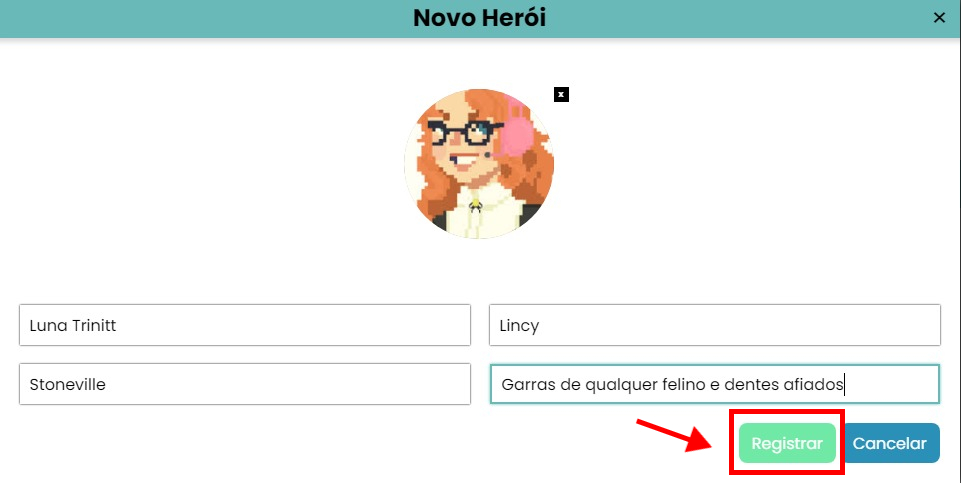 Novo Herói
×
x
Luna Trinitt
Lincy
Stoneville
Garras de qualquer felino e dentes afiados
Registrar
Cancelar